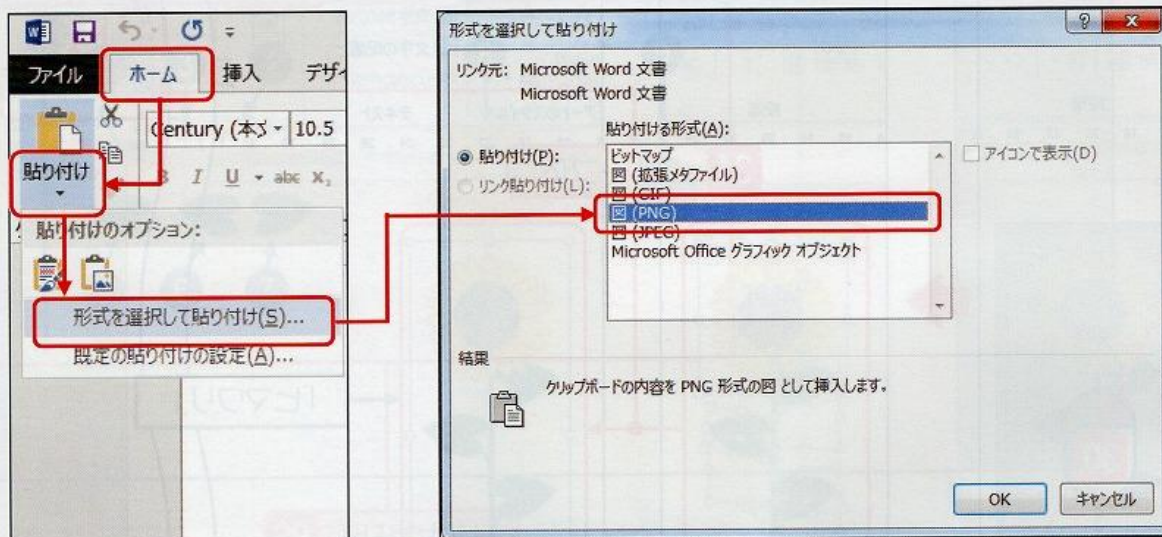 ファイル
ホーム
挿入
デザイ
貼り付け
Century (本文
10.5
B I U abc X₂
貼り付けのオプション:
形式を選択して貼り付け(S)...
既定の貼り付けの設定(A)...
形式を選択して貼り付け
リンク元: Microsoft Word 文書
Microsoft Word 文書
貼り付ける形式(A):
貼り付け(P):
リンク貼り付け(L):
ビットマップ
図 (拡張メタファイル)
図 (GIF)
図 (PNG)
図 (JPEG)
Microsoft Office グラフィック オブジェクト
アイコンで表示(D)
結果
クリップボードの内容を PNG 形式の図 として挿入します。
OK
キャンセル